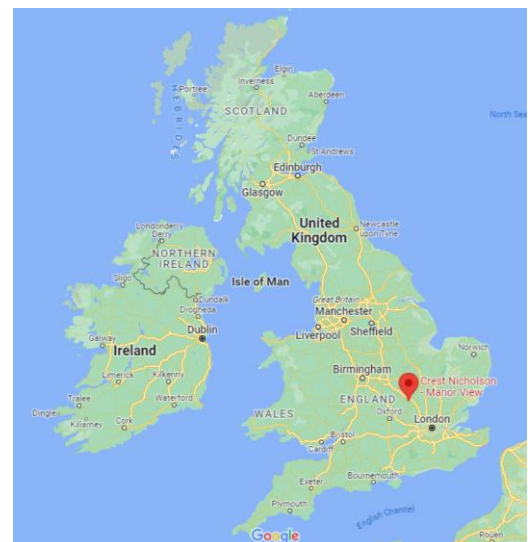 Portree
Elgin
Inverness
HEBRIDES
Aberdeen
SCOTLAND
North Sea
Dundee
St Andrews
Edinburgh
Glasgow
United
Kingdom
Newcastle
upon Tyne
Londonderry
Derry
NORTHERN
IRELAND
Sligo
Isle of Man
Dundalk
Drogheda
Great Britain
Manchester
Dublin
Galway
Liverpool
Sheffield
Ireland
Norwich
Limerick
Kilkenny
Birmingham
Crest Nicholson
- Manor View
Tralee
Waterford
WALES
ENGLAND
Dingle
Killarney
Cork
Oxford
London
Cardiff
Bristol
Exeter
Bournemouth
Plymouth
English Channel
Google
Rouen